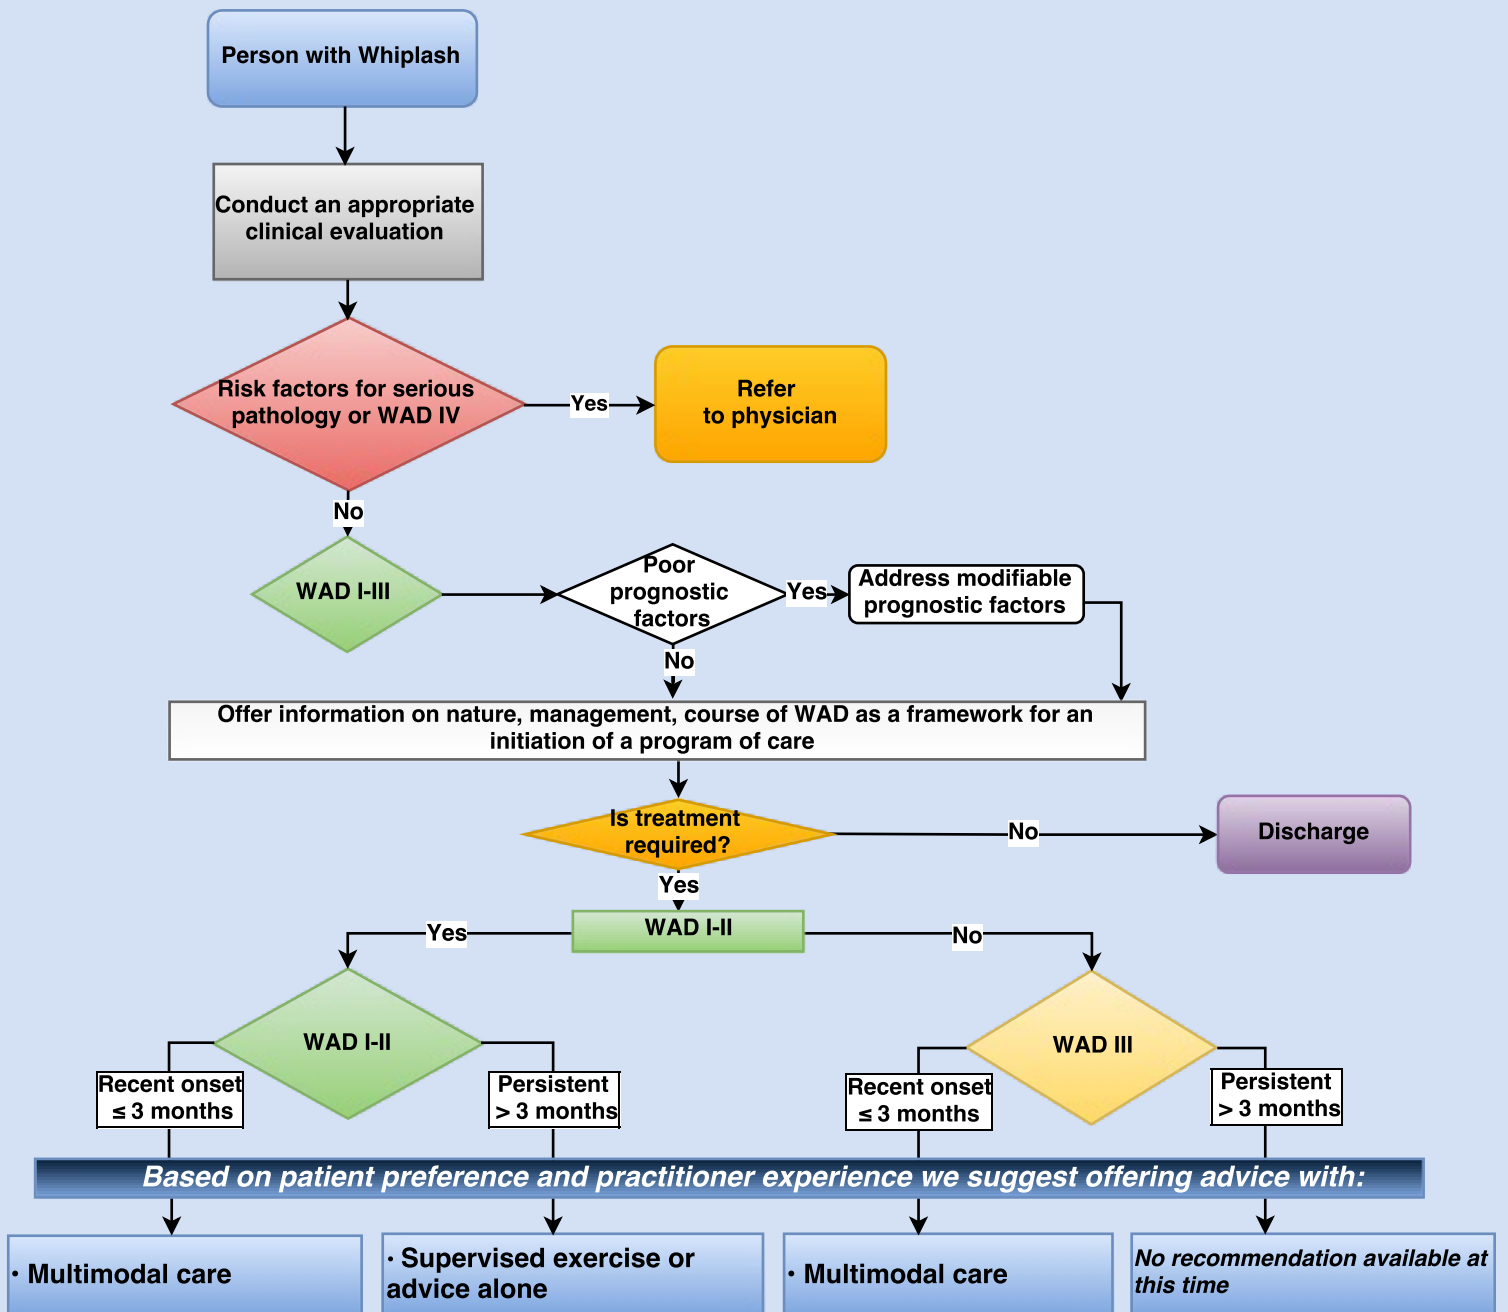 Person with Whiplash
Conduct an appropriate
clinical evaluation
Risk factors for serious
pathology or WAD IV
Yes
Refer
to physician
No
WAD I-III
Poor
prognostic
factors
Yes
Address modifiable
prognostic factors
No
Offer information on nature, management, course of WAD as a framework for an
initiation of a program of care
Is treatment
required?
No
Discharge
Yes
WAD I-II
Yes
No
WAD I-II
WAD III
Recent onset
≤ 3 months
Persistent
> 3 months
Recent onset
≤ 3 months
Persistent
> 3 months
Based on patient preference and practitioner experience we suggest offering advice with:
· Multimodal care
· Supervised exercise or
advice alone
· Multimodal care
No recommendation available at
this time